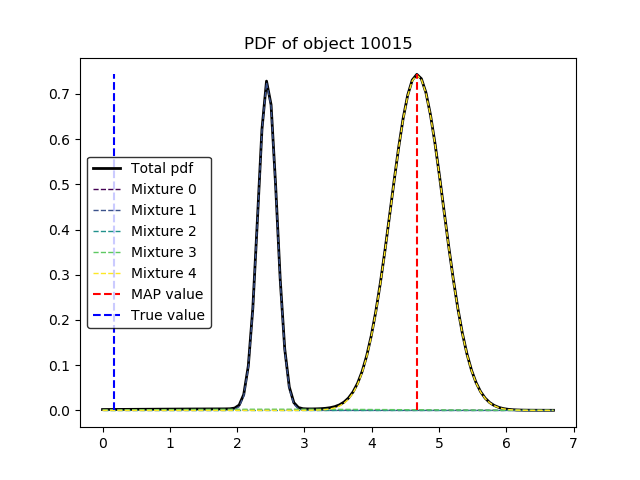 PDF of object 10015
0.7
0.6
0.5
0.4
0.3
0.2
0.1
0.0
Total pdf
Mixture 0
Mixture 1
Mixture 2
Mixture 3
Mixture 4
MAP value
True value
0 1 2 3 4 5 6 7